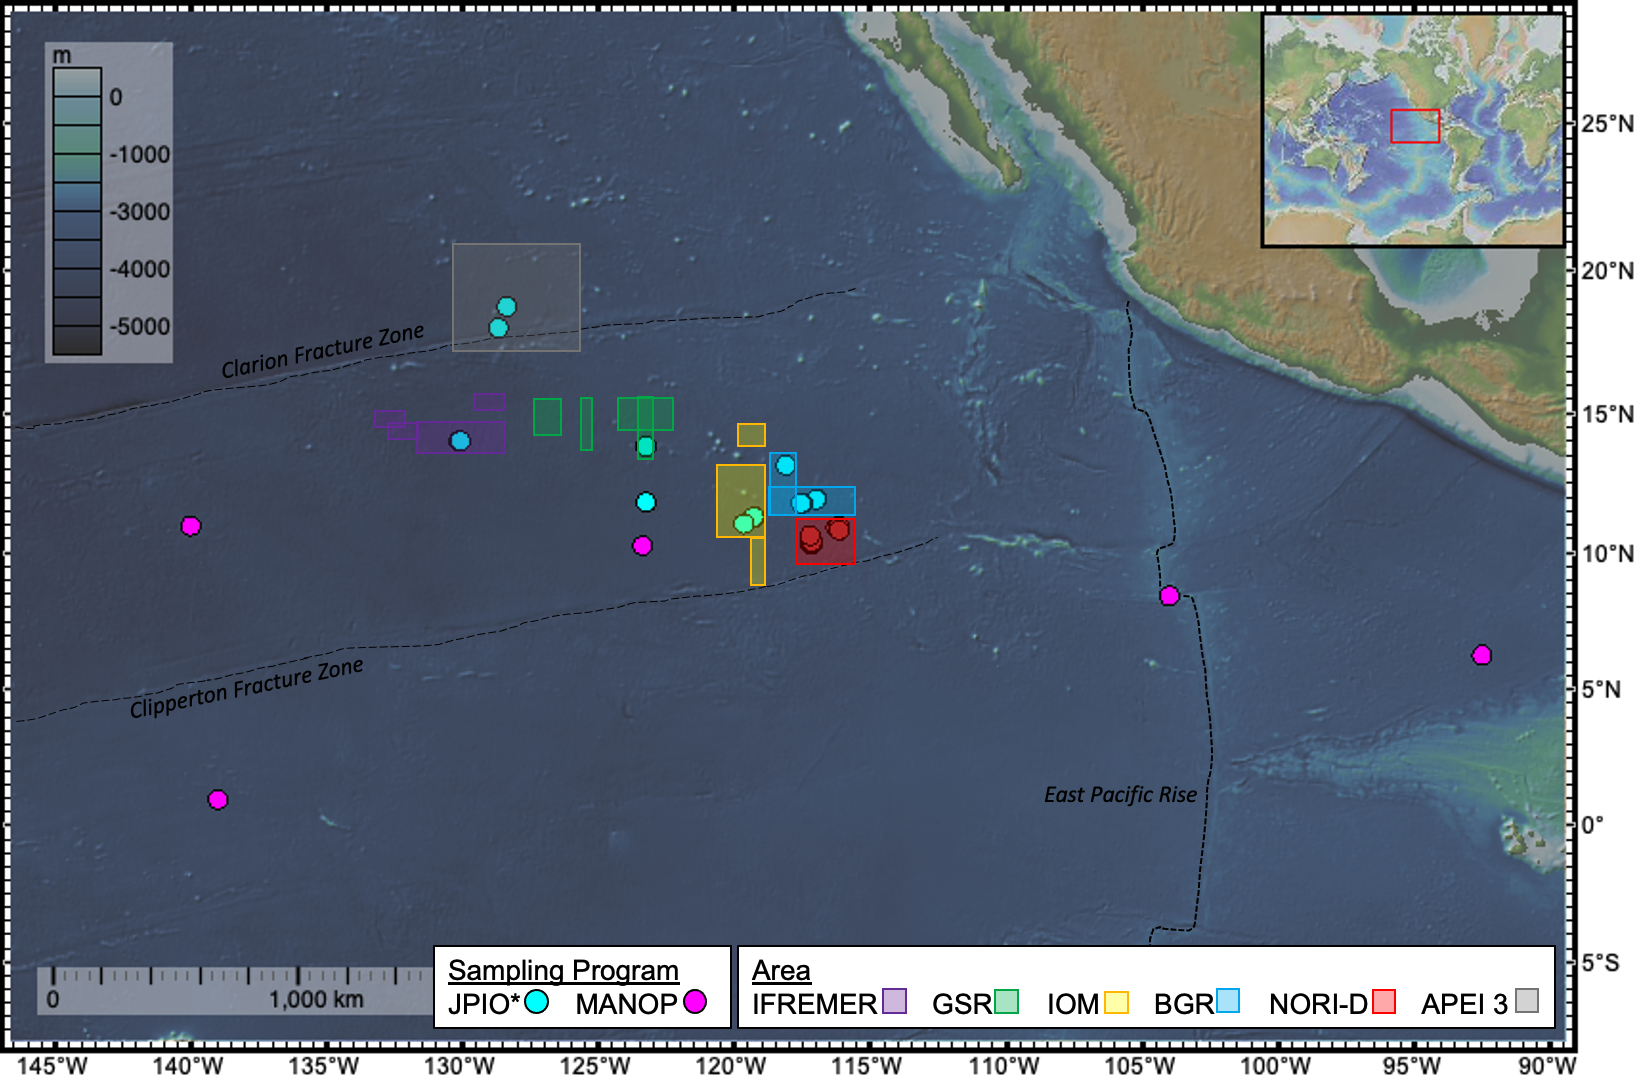 m
0
-1000
-3000
-4000
-5000
25°N
20°N
15°N
10°N
5°N
0°
5°S
Clarion Fracture Zone
Clipperton Fracture Zone
East Pacific Rise
0 1,000 km
Sampling Program
JPIO* MANOP
Area
IFREMER GSR IOM BGR NORI-D APEI 3
145°W 140°W 135°W 130°W 125°W 120°W 115°W 110°W 105°W 100°W 95°W 90°W